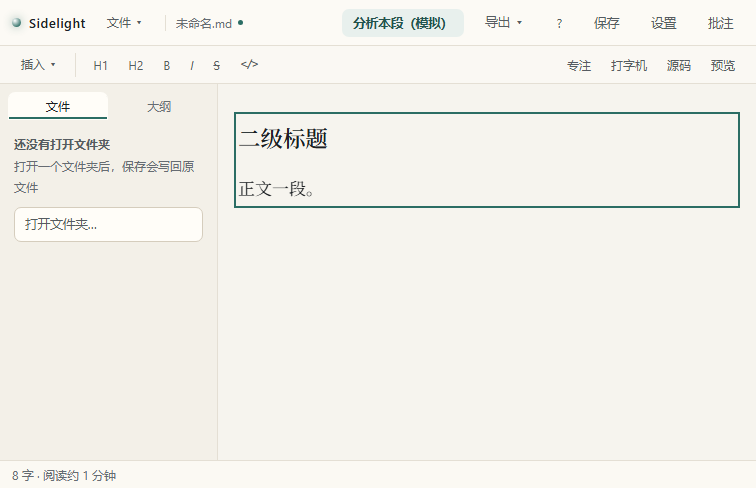 Sidelight 文件 未命名.md 分析本段（模拟） 导出 ? 保存 设置 批注
插入 H1 H2 B I S </> 专注 打字机 源码 预览
文件 大纲
还没有打开文件夹
打开一个文件夹后，保存会写回原
文件
打开文件夹...
二级标题
正文一段。
8 字 · 阅读约 1 分钟